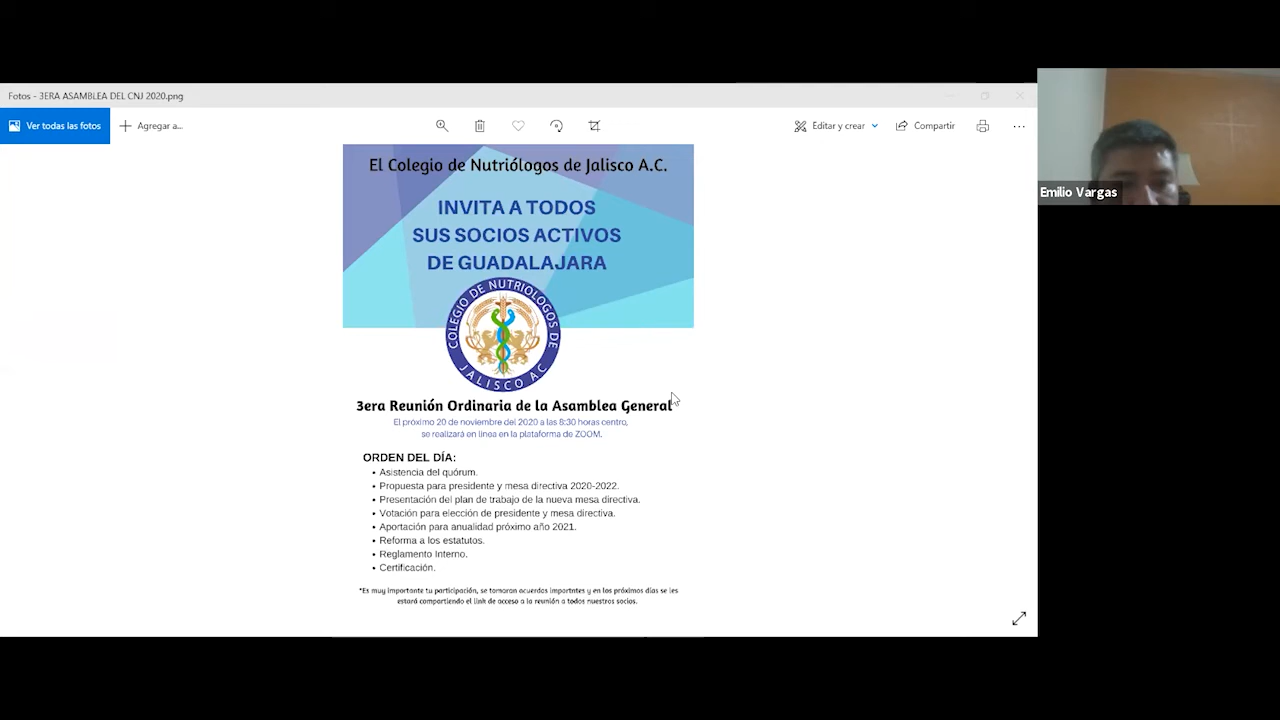 Fotos - 3ERA ASAMBLEA DEL CNJ 2020.png
Ver todas las fotos
Agregar a...
Editar y crear
Compartir
El Colegio de Nutriólogos de Jalisco A.C.
INVITA A TODOS
SUS SOCIOS ACTIVOS
DE GUADALAJARA
COLEGIO DE NUTRIOLOGOS DE
JALISCO AC
3era Reunión Ordinaria de la Asamblea General
El próximo 20 de noviembre del 2020 a las 8:30 horas centro,
se realizará en línea en la plataforma de ZOOM.
ORDEN DEL DÍA:
• Asistencia del quórum.
• Propuesta para presidente y mesa directiva 2020-2022.
• Presentación del plan de trabajo de la nueva mesa directiva.
• Votación para elección de presidente y mesa directiva.
• Aportación para anualidad próximo año 2021.
• Reforma a los estatutos.
• Reglamento Interno.
• Certificación.
*Es muy importante tu participación, se tomaran acuerdos importntes y en los próximos días se les
estará compartiendo el link de acceso a la reunión a todos nuestros socios.
Emilio Vargas